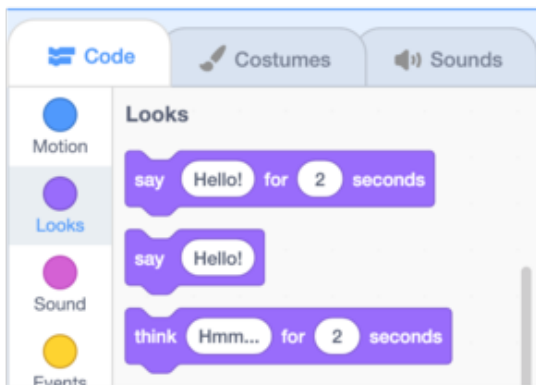 Code Costumes Sounds
Looks
Motion
say Hello! for 2 seconds
Looks
say Hello!
Sound
think Hmm... for 2 seconds
Events